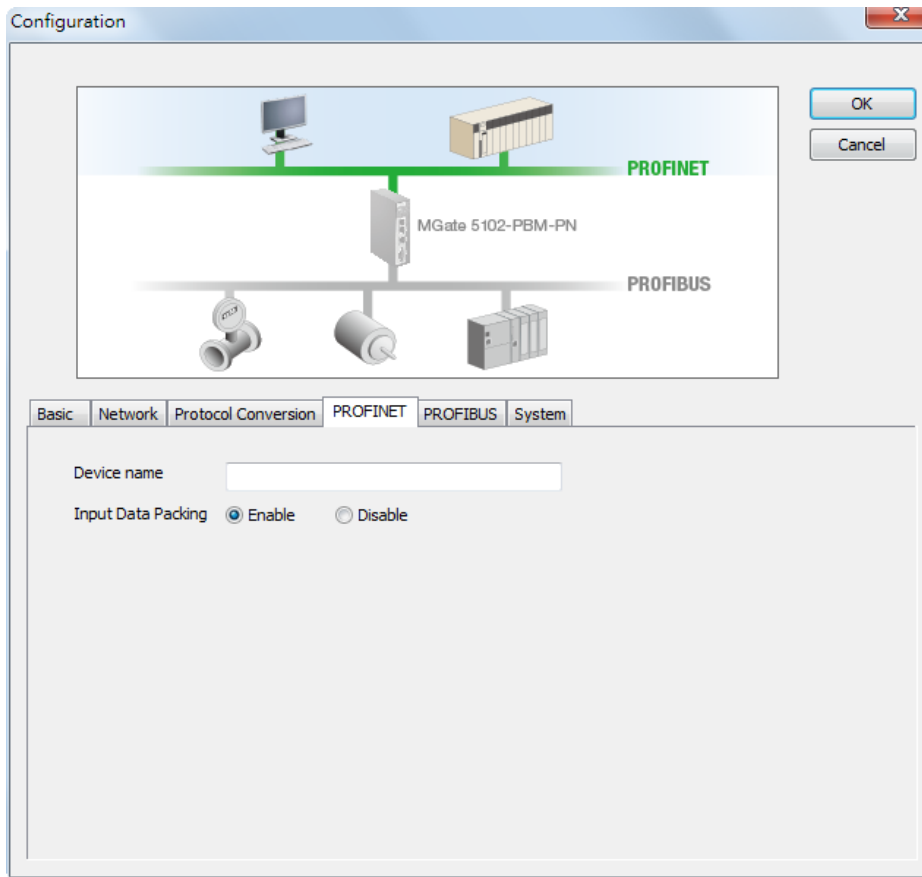 Configuration
OK
Cancel
PROFINET
MGate 5102-PBM-PN
PROFIBUS
Basic Network Protocol Conversion PROFINET PROFIBUS System
Device name
Input Data Packing Enable Disable